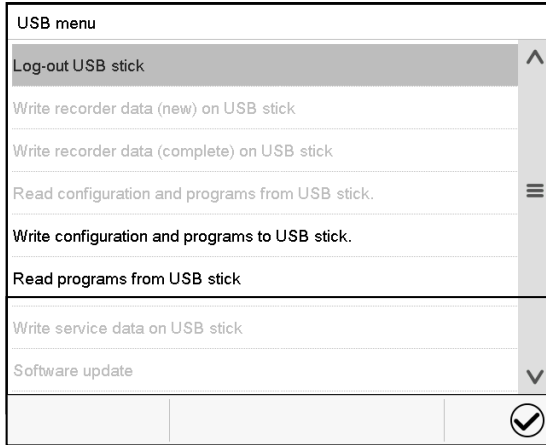 USB menu
Log-out USB stick
Write recorder data (new) on USB stick
Write recorder data (complete) on USB stick
Read configuration and programs from USB stick.
Write configuration and programs to USB stick.
Read programs from USB stick
Write service data on USB stick
Software update